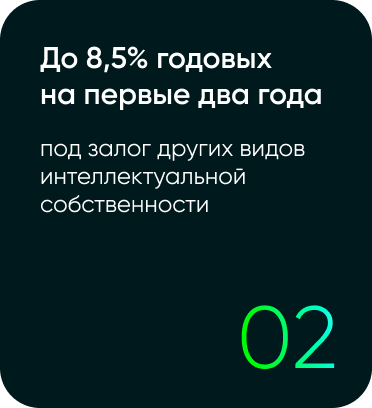 До 8,5% годовых
на первые два года
под залог других видов
интеллектуальной
собственности
02